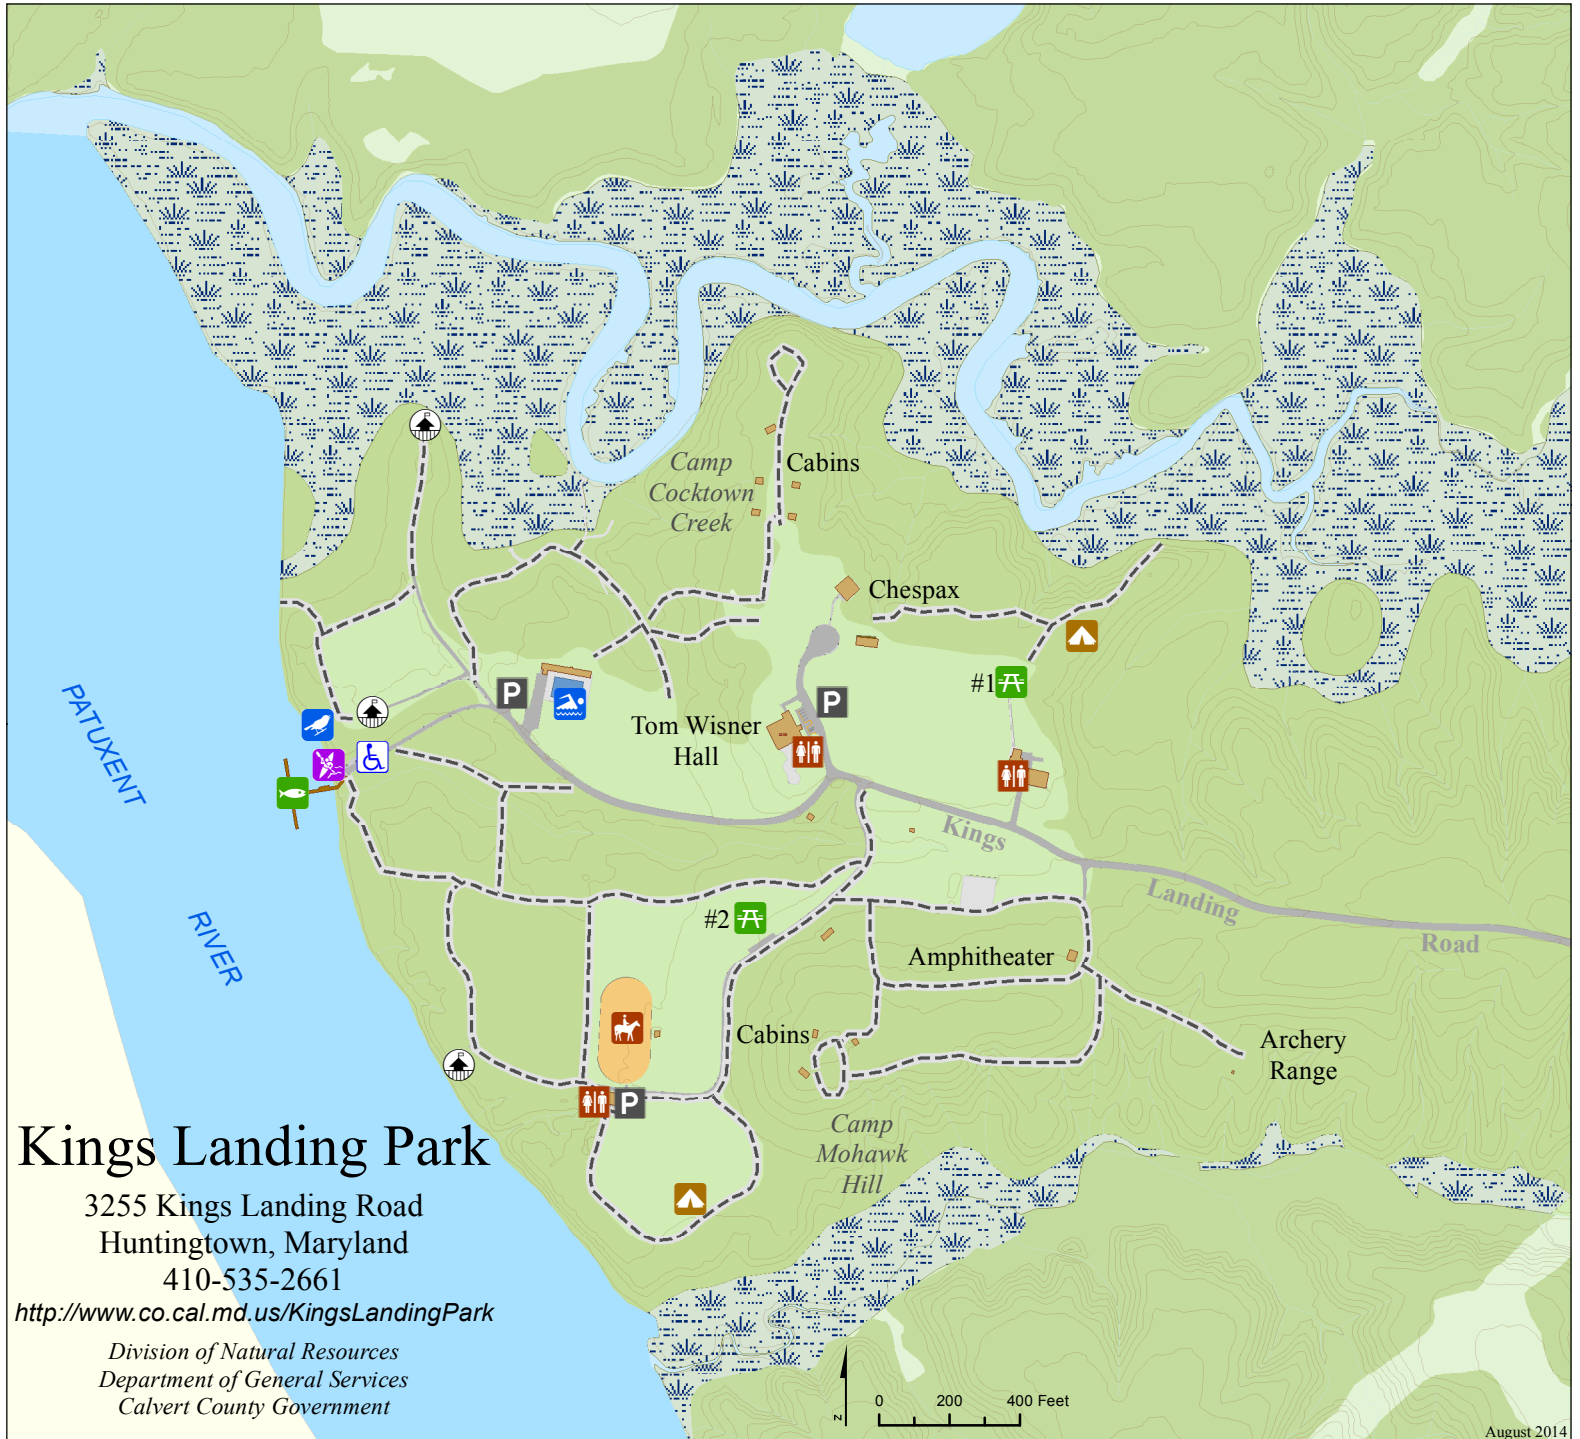 Camp
Cocktown
Creek
Cabins
Chespax
#1
P
P
Tom Wisner
Hall
PATUXENT
RIVER
Kings
Landing
Road
#2
Amphitheater
Cabins
Archery
Range
P
Camp
Mohawk
Hill
Kings Landing Park
3255 Kings Landing Road
Huntingtown, Maryland
410-535-2661
http://www.co.cal.md.us/KingsLandingPark
Division of Natural Resources
Department of General Services
Calvert County Government
N
0 200 400 Feet
August 2014